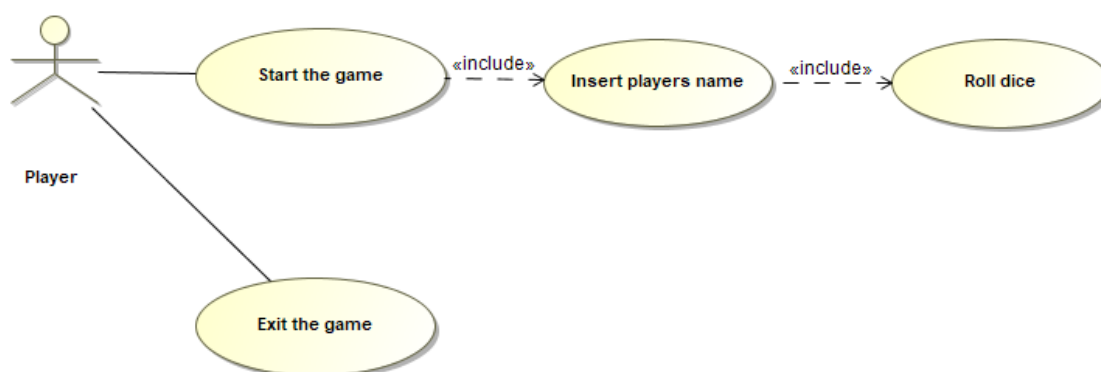 Start the game
«include»
Insert players name
«include»
Roll dice
Player
Exit the game